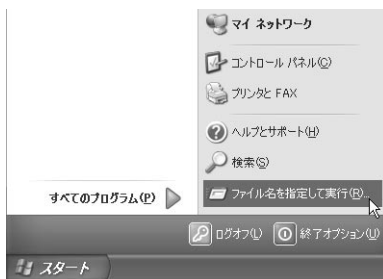 マイ ネットワーク
コントロール パネル(C)
プリンタと FAX
ヘルプとサポート(H)
検索(S)
すべてのプログラム(P)
ファイル名を指定して実行(R)...
ログオフ(L)
終了オプション(U)
スタート